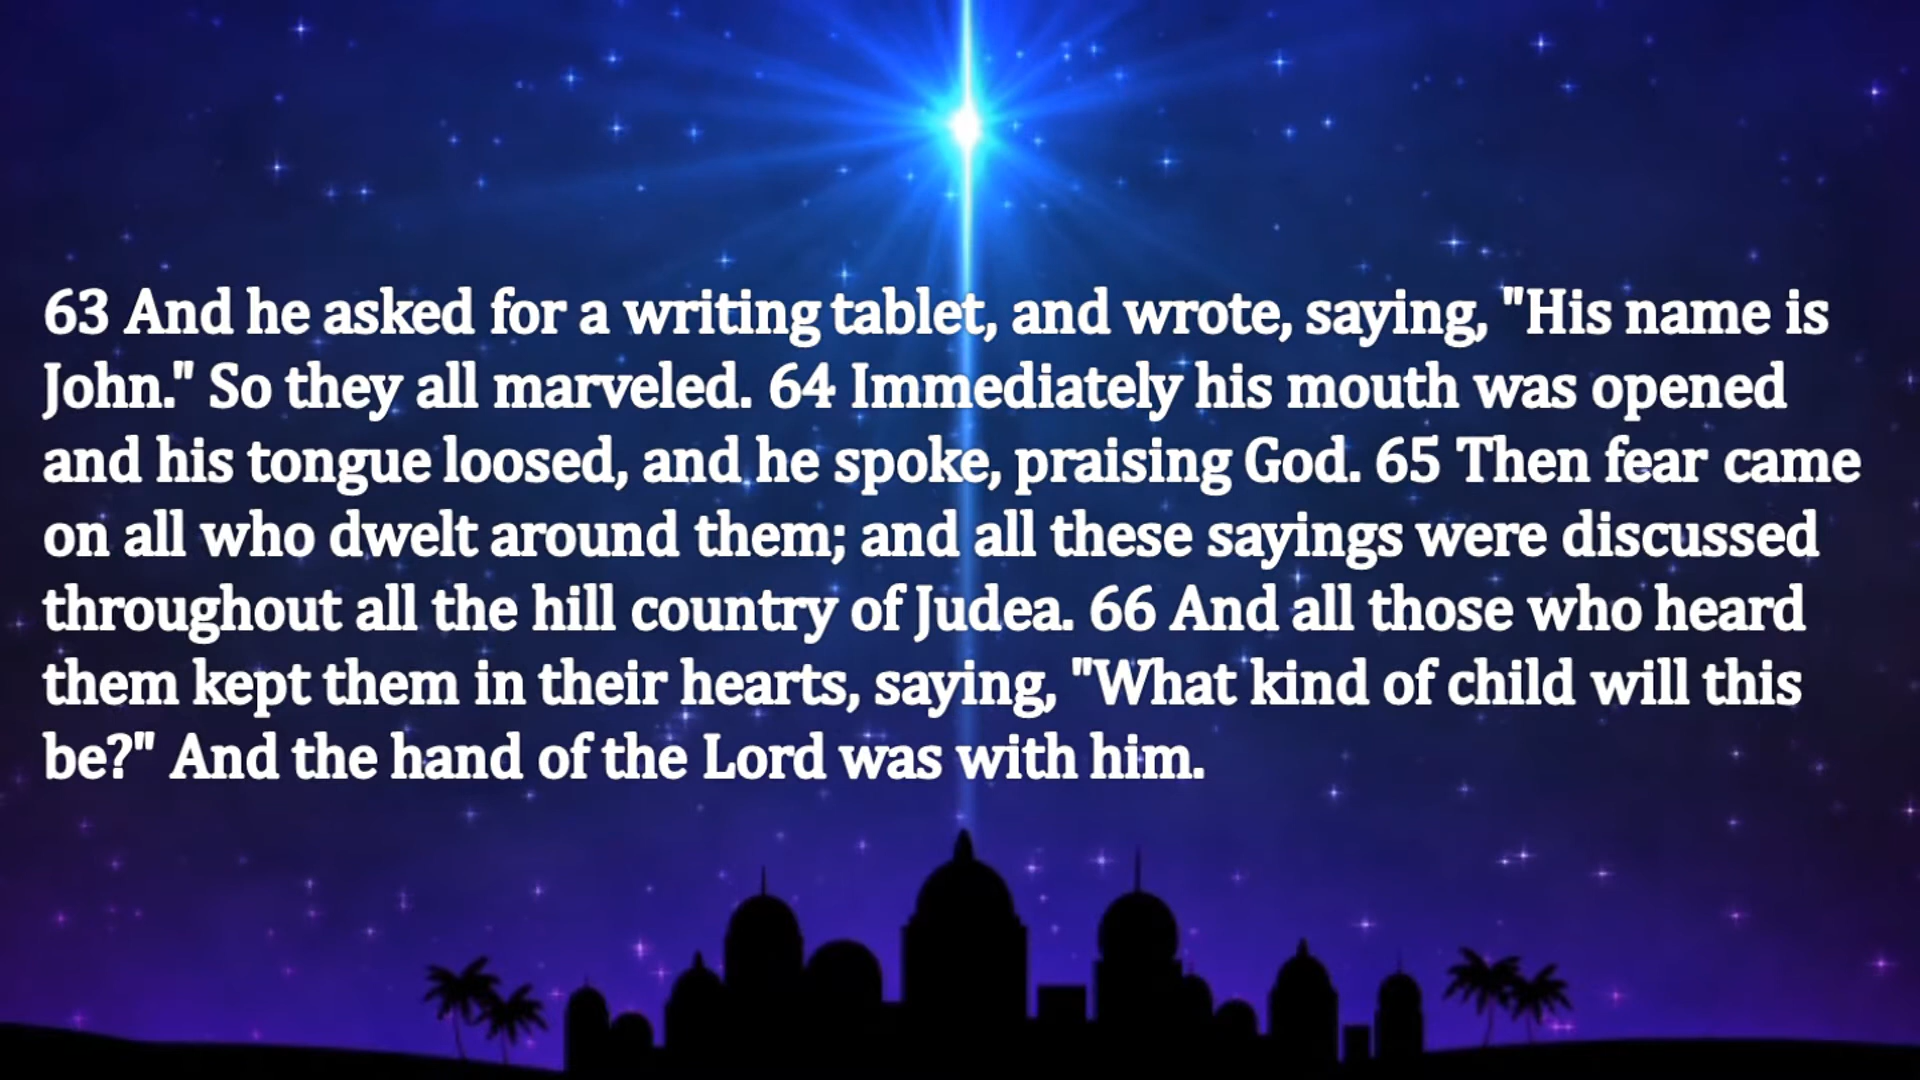 63 And he asked for a writing tablet, and wrote, saying, "His name is
John." So they all marveled. 64 Immediately his mouth was opened
and his tongue loosed, and he spoke, praising God. 65 Then fear came
on all who dwelt around them; and all these sayings were discussed
throughout all the hill country of Judea. 66 And all those who heard
them kept them in their hearts, saying, "What kind of child will this
be?" And the hand of the Lord was with him.